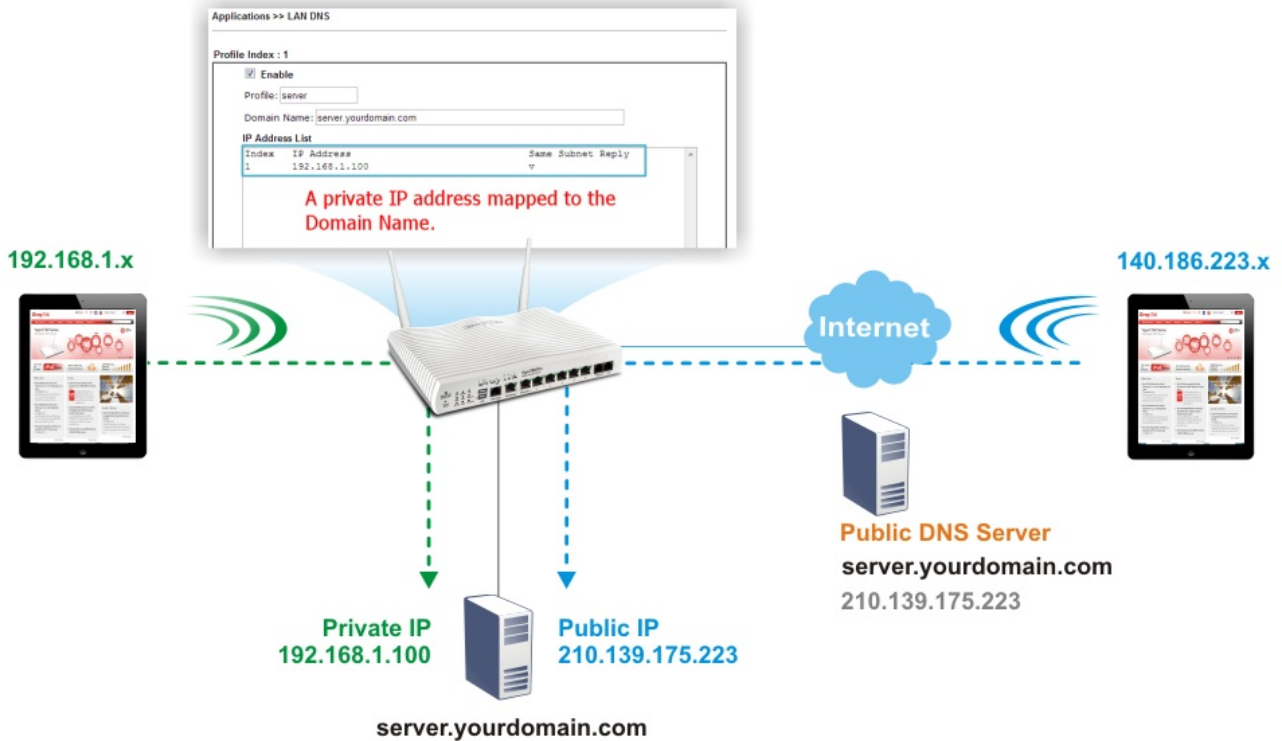 Applications >> LAN DNS
Profile Index : 1
Enable
Profile: server
Domain Name: server.yourdomain.com
IP Address List
Index IP Address Same Subnet Reply
1 192.168.1.100 v
A private IP address mapped to the
Domain Name.
192.168.1.x
140.186.223.x
Internet
Public DNS Server
server.yourdomain.com
210.139.175.223
Private IP
192.168.1.100
Public IP
210.139.175.223
server.yourdomain.com